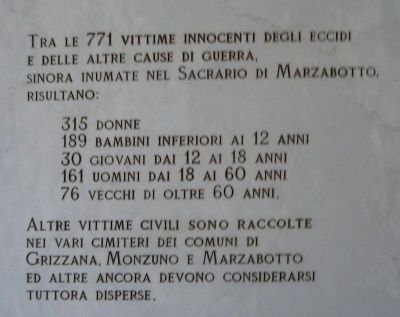 Tra le 771 vittime innocenti degli eccidi
e delle altre cause di guerra,
sinora inumate nel Sacrario di Marzabotto,
risultano:
315 donne
189 bambini inferiori ai 12 anni
30 giovani dai 12 ai 18 anni
161 uomini dai 18 ai 60 anni
76 vecchi di oltre 60 anni.
Altre vittime civili sono raccolte
nei vari cimiteri dei comuni di
Grizzana, Monzuno e Marzabotto
ed altre ancora devono considerarsi
tuttora disperse.